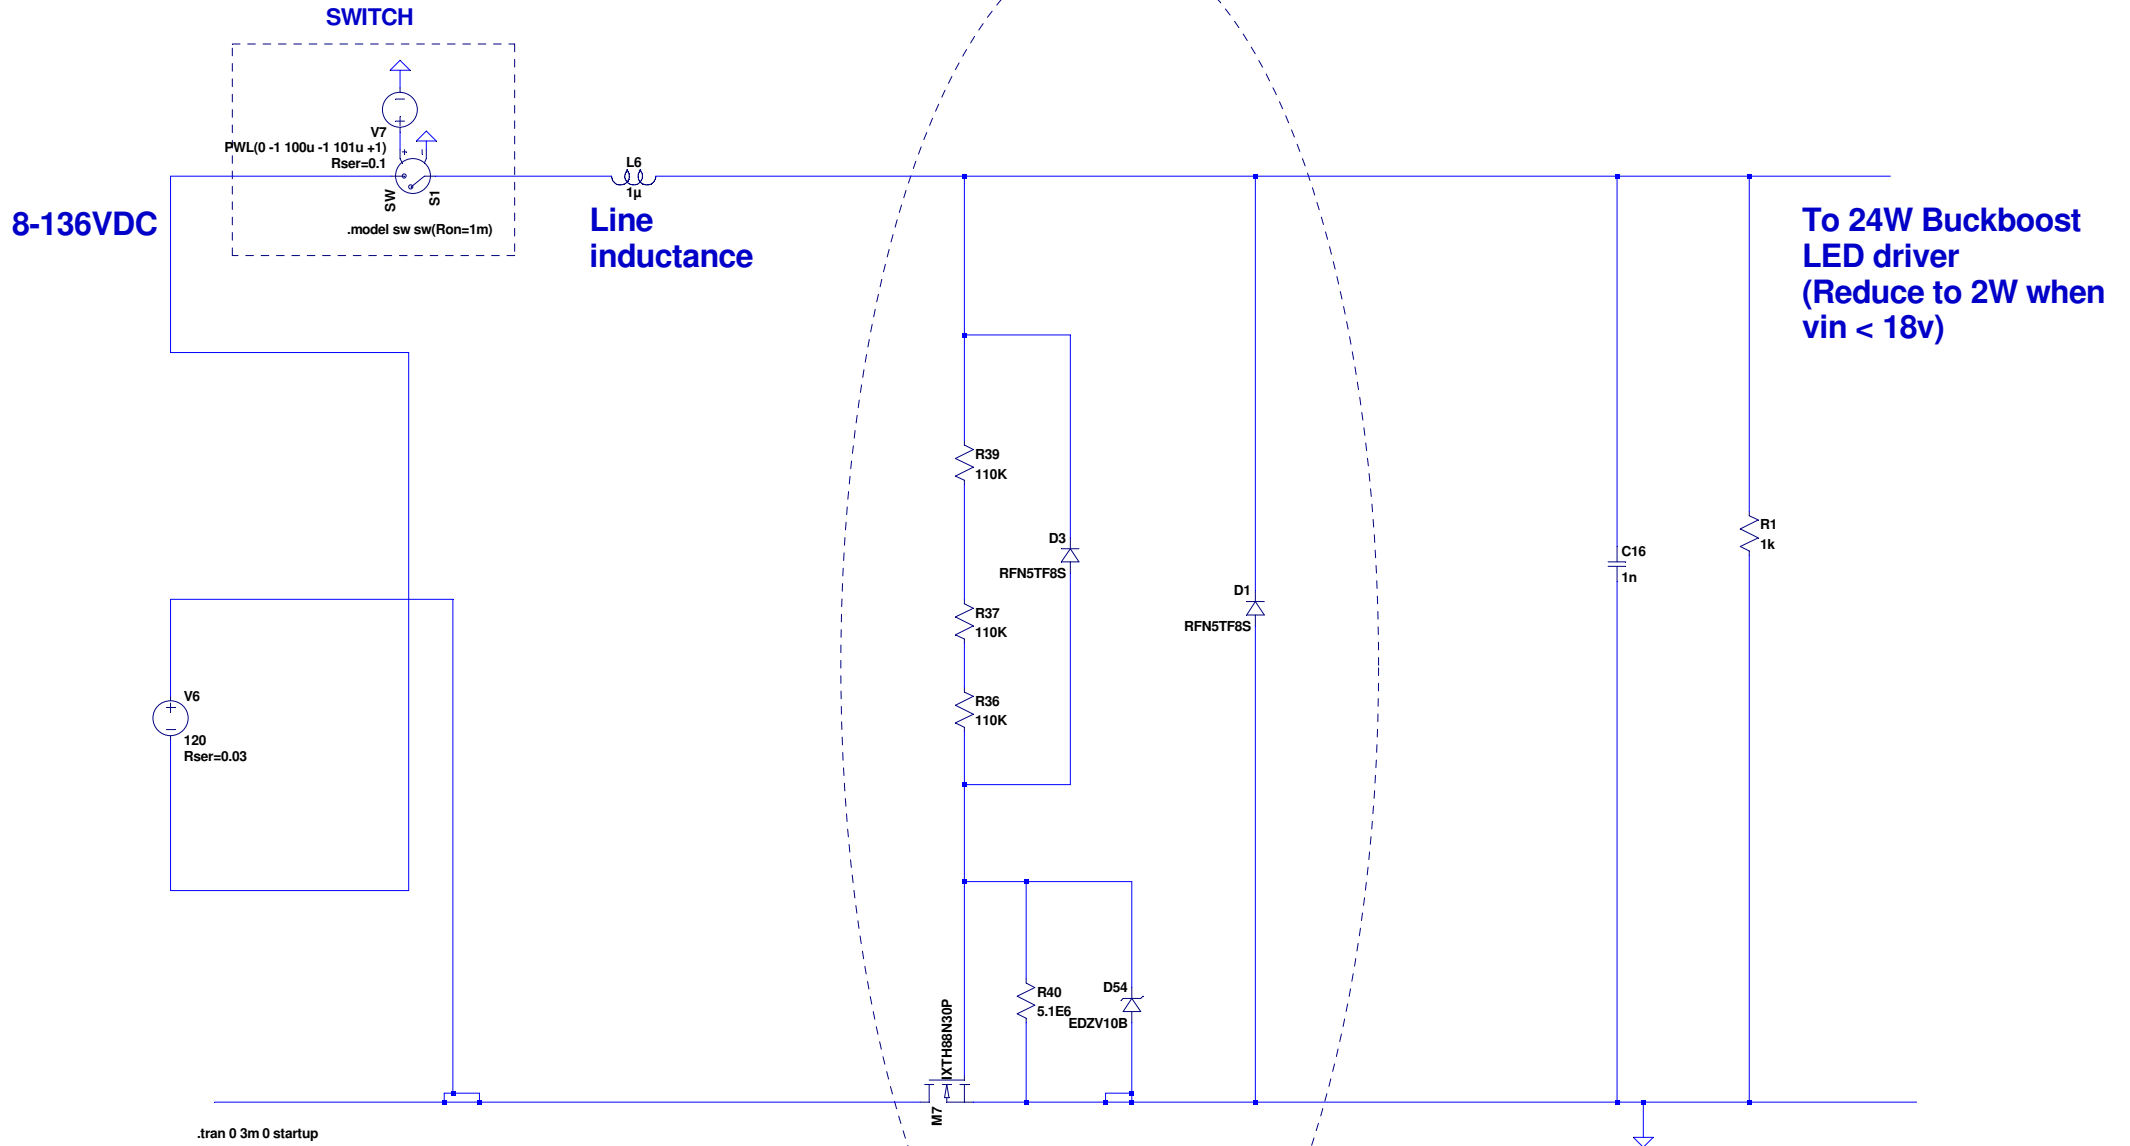 SWITCH
V7
PWL(0 -1 100u -1 101u +1)
Rser=0.1
SW
S1
.model sw sw(Ron=1m)
8-136VDC
L6
1µ
Line
inductance
To 24W Buckboost
LED driver
(Reduce to 2W when
vin < 18v)
R39
110K
D3
RFN5TF8S
R37
110K
R36
110K
D1
RFN5TF8S
C16
1n
R1
1k
V6
120
Rser=0.03
R40
5.1E6
D54
EDZV10B
IXTH88N30P
M7
.tran 0 3m 0 startup